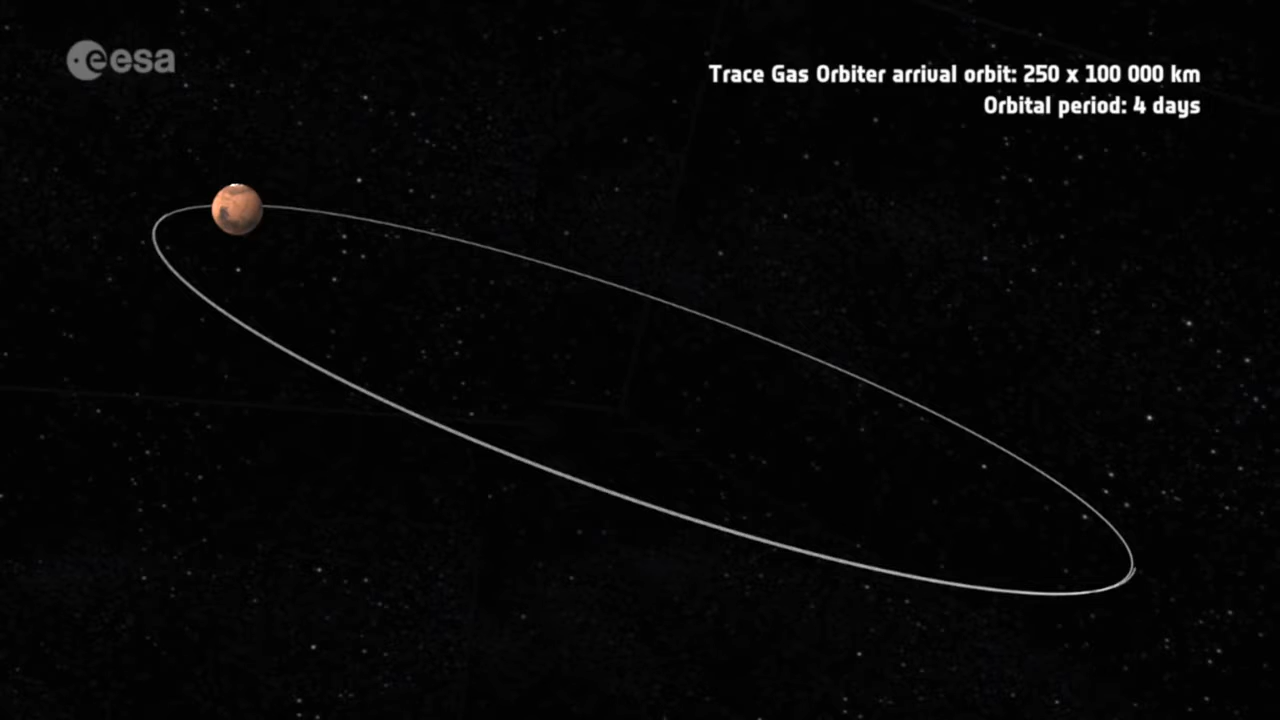 esa
Trace Gas Orbiter arrival orbit: 250 x 100 000 km
Orbital period: 4 days